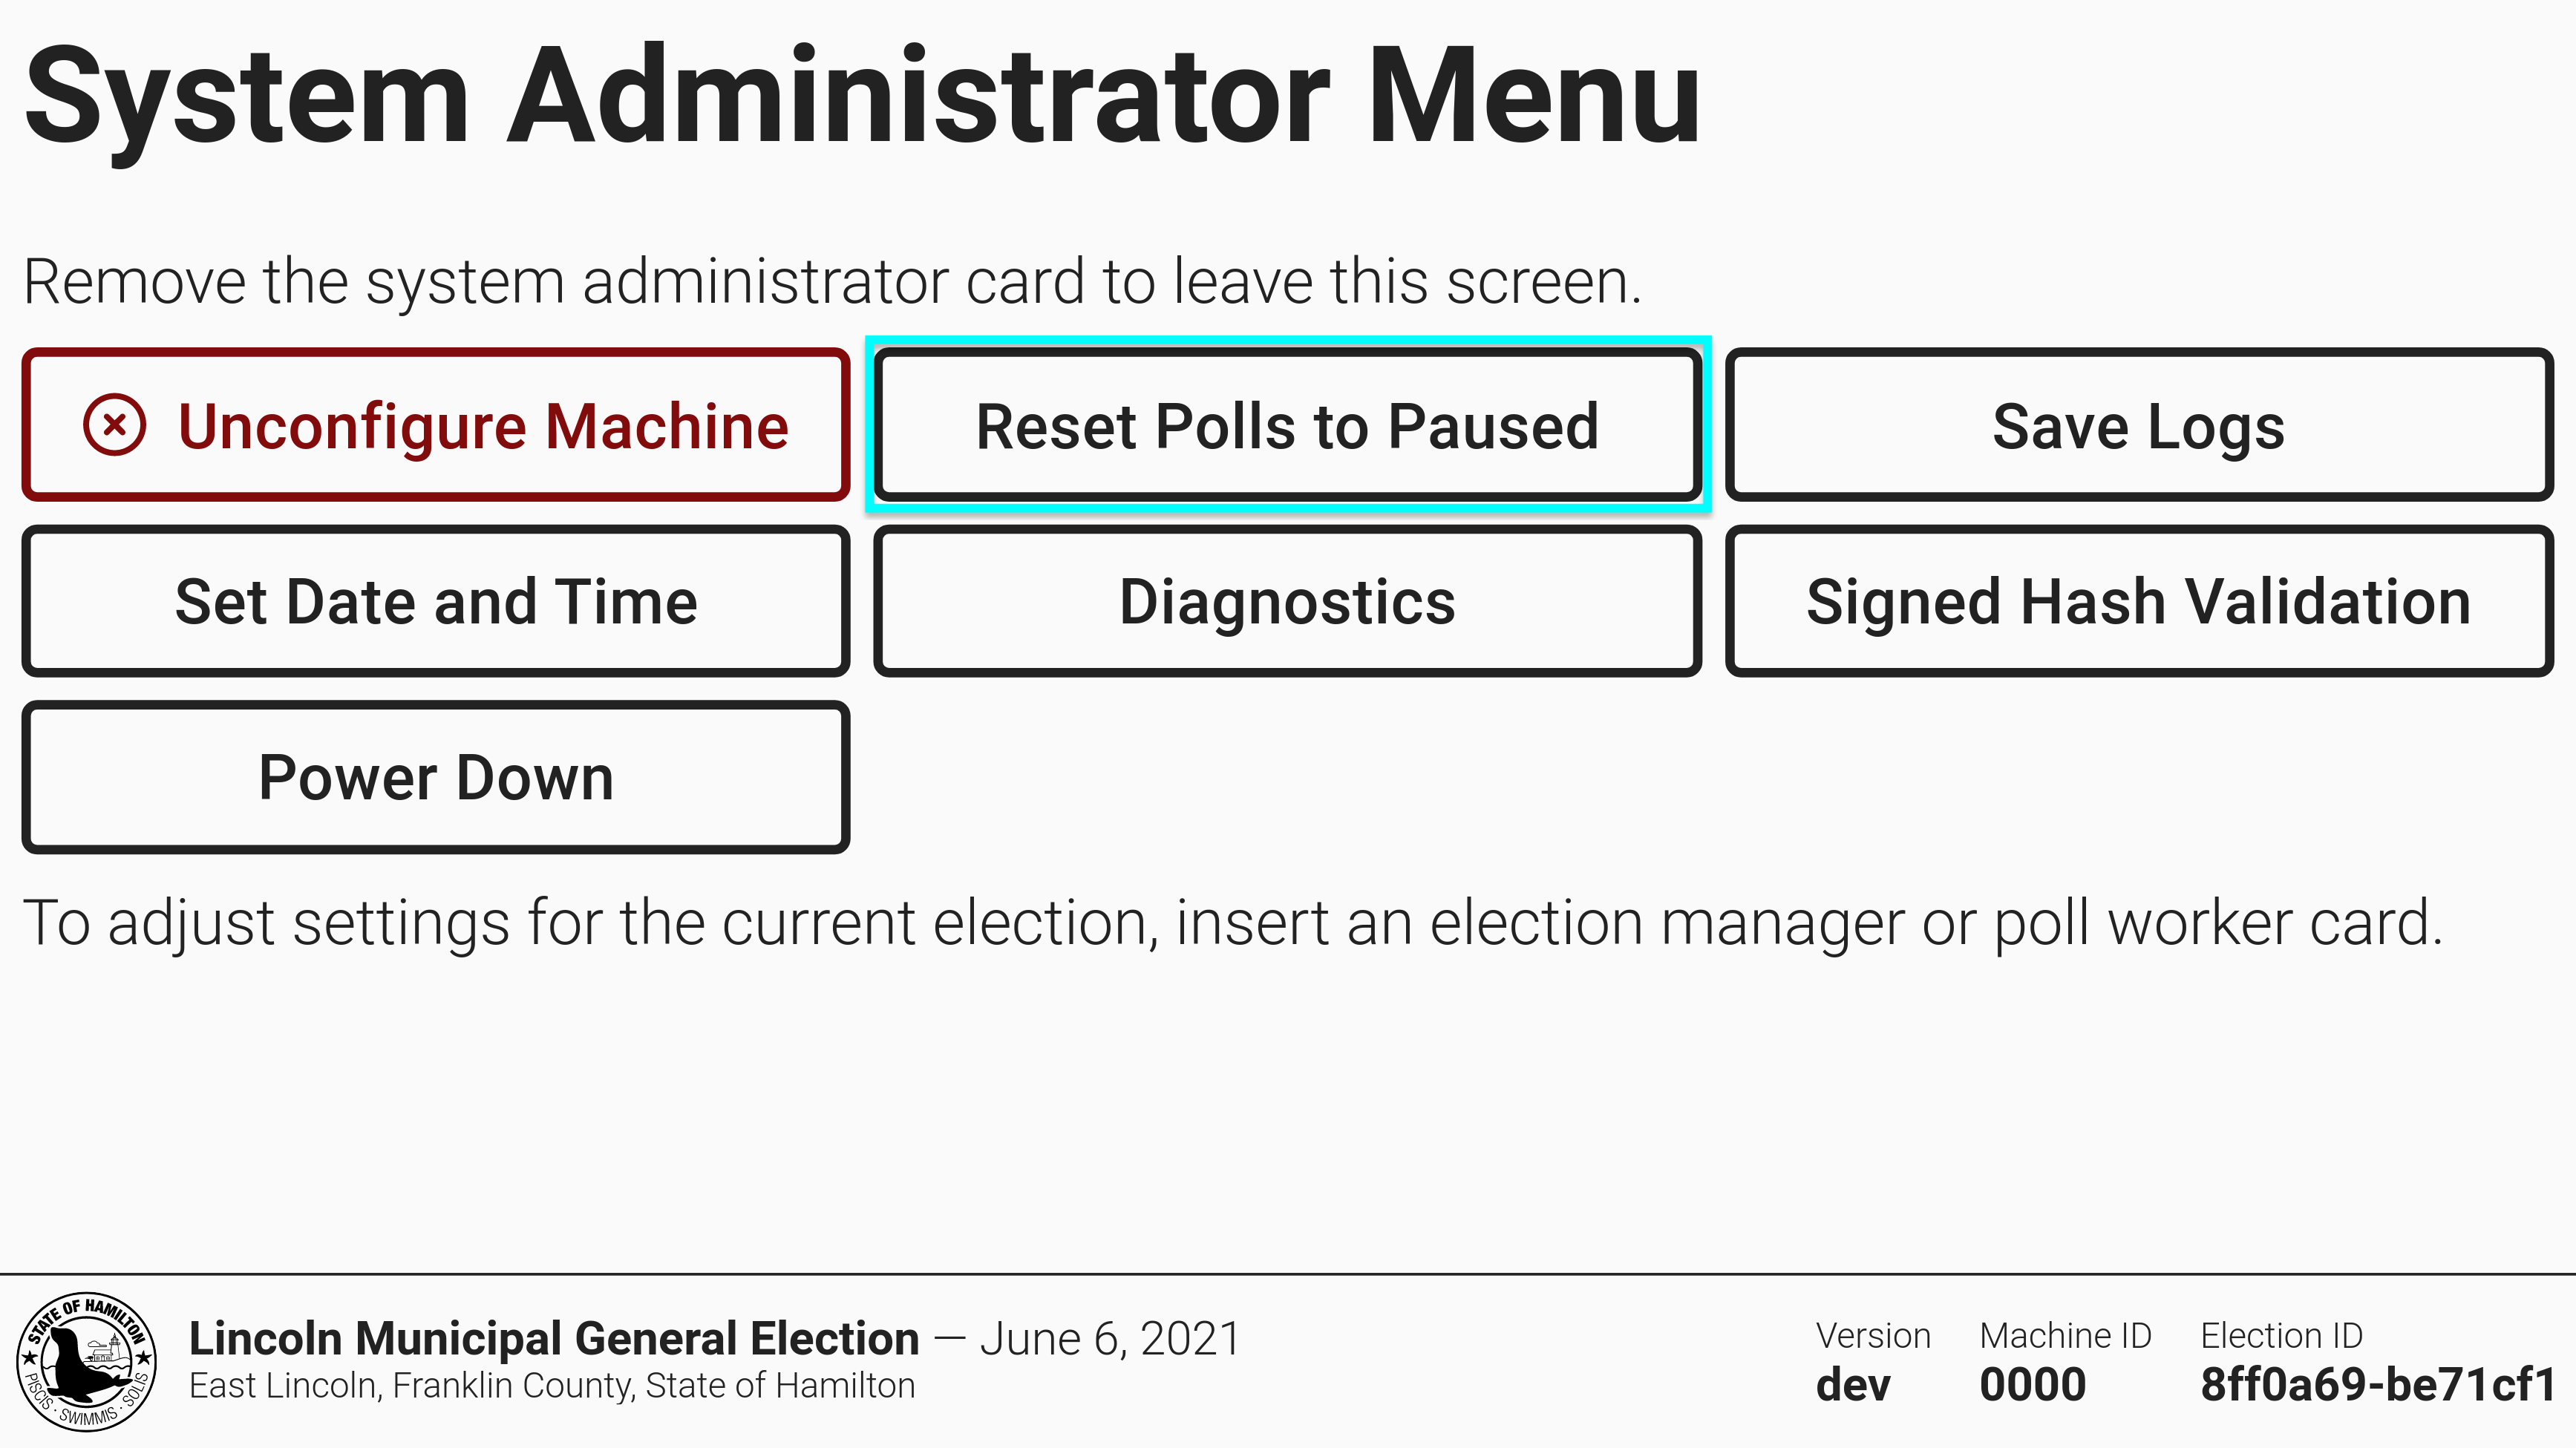 System Administrator Menu
Remove the system administrator card to leave this screen.
Unconfigure Machine
Reset Polls to Paused
Save Logs
Set Date and Time
Diagnostics
Signed Hash Validation
Power Down
To adjust settings for the current election, insert an election manager or poll worker card.
STATE OF HAMILTON
PISCIS · SWIMMIS · SOLIS
Lincoln Municipal General Election — June 6, 2021
East Lincoln, Franklin County, State of Hamilton
Version
dev
Machine ID
0000
Election ID
8ff0a69-be71cf1